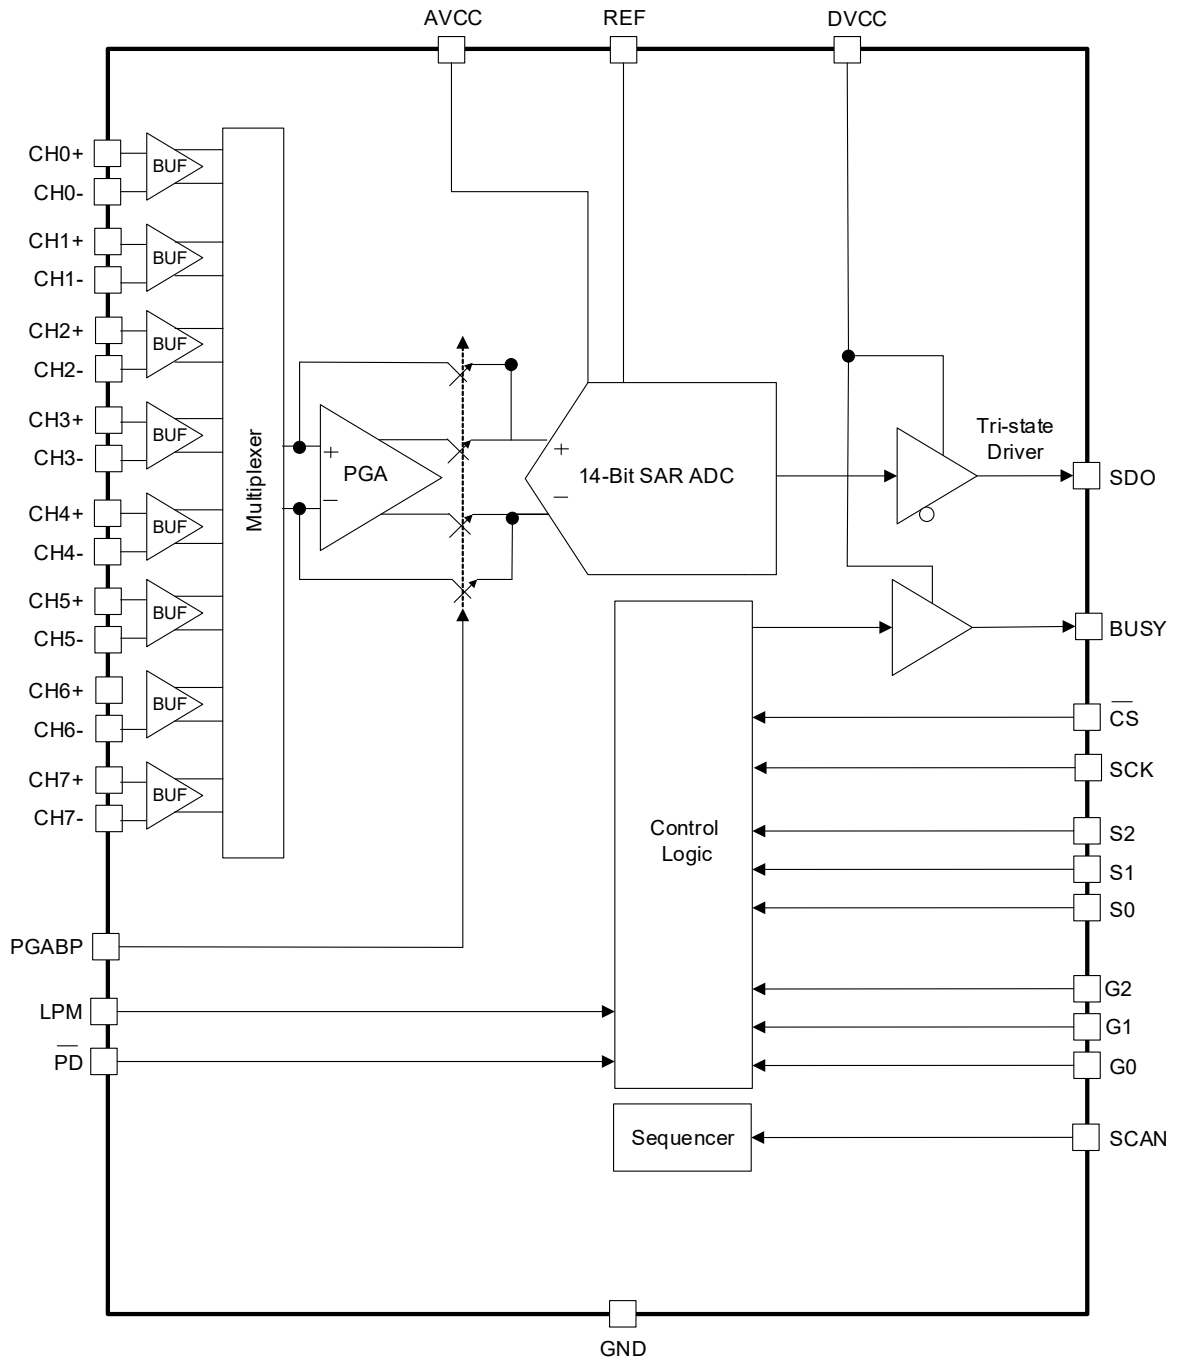 AVCC
REF
DVCC
CH0+
BUF
CH0-
CH1+
BUF
CH1-
CH2+
BUF
CH2-
CH3+
BUF
CH3-
CH4+
BUF
CH4-
CH5+
BUF
CH5-
CH6+
BUF
CH6-
CH7+
BUF
CH7-
Multiplexer
+
PGA
−
+
14-Bit SAR ADC
−
Tri-state
Driver
SDO
BUSY
C̅S̅
SCK
S2
S1
S0
Control
Logic
G2
G1
G0
PGABP
LPM
P̅D̅
Sequencer
SCAN
GND